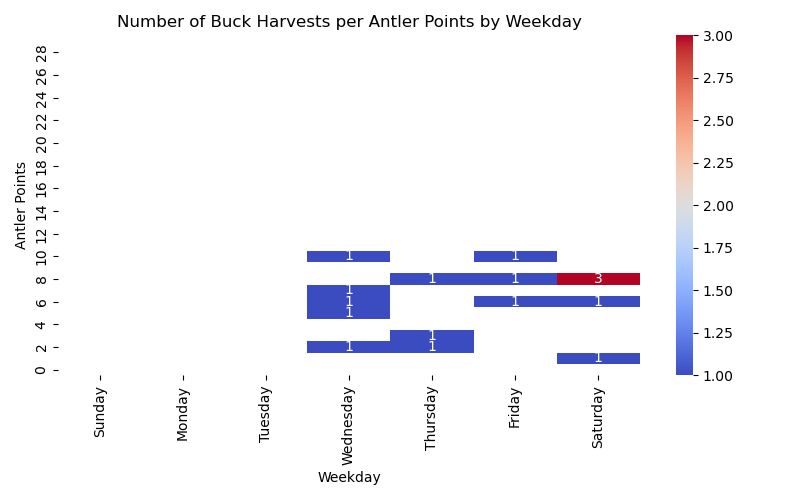 Number of Buck Harvests per Antler Points by Weekday
Antler Points
28
26
24
22
20
18
16
14
12
10
8
6
4
2
0
1 1
1 1 3
1
1 1 1
1
1
1 1
1
Sunday
Monday
Tuesday
Wednesday
Thursday
Friday
Saturday
Weekday
3.00
2.75
2.50
2.25
2.00
1.75
1.50
1.25
1.00